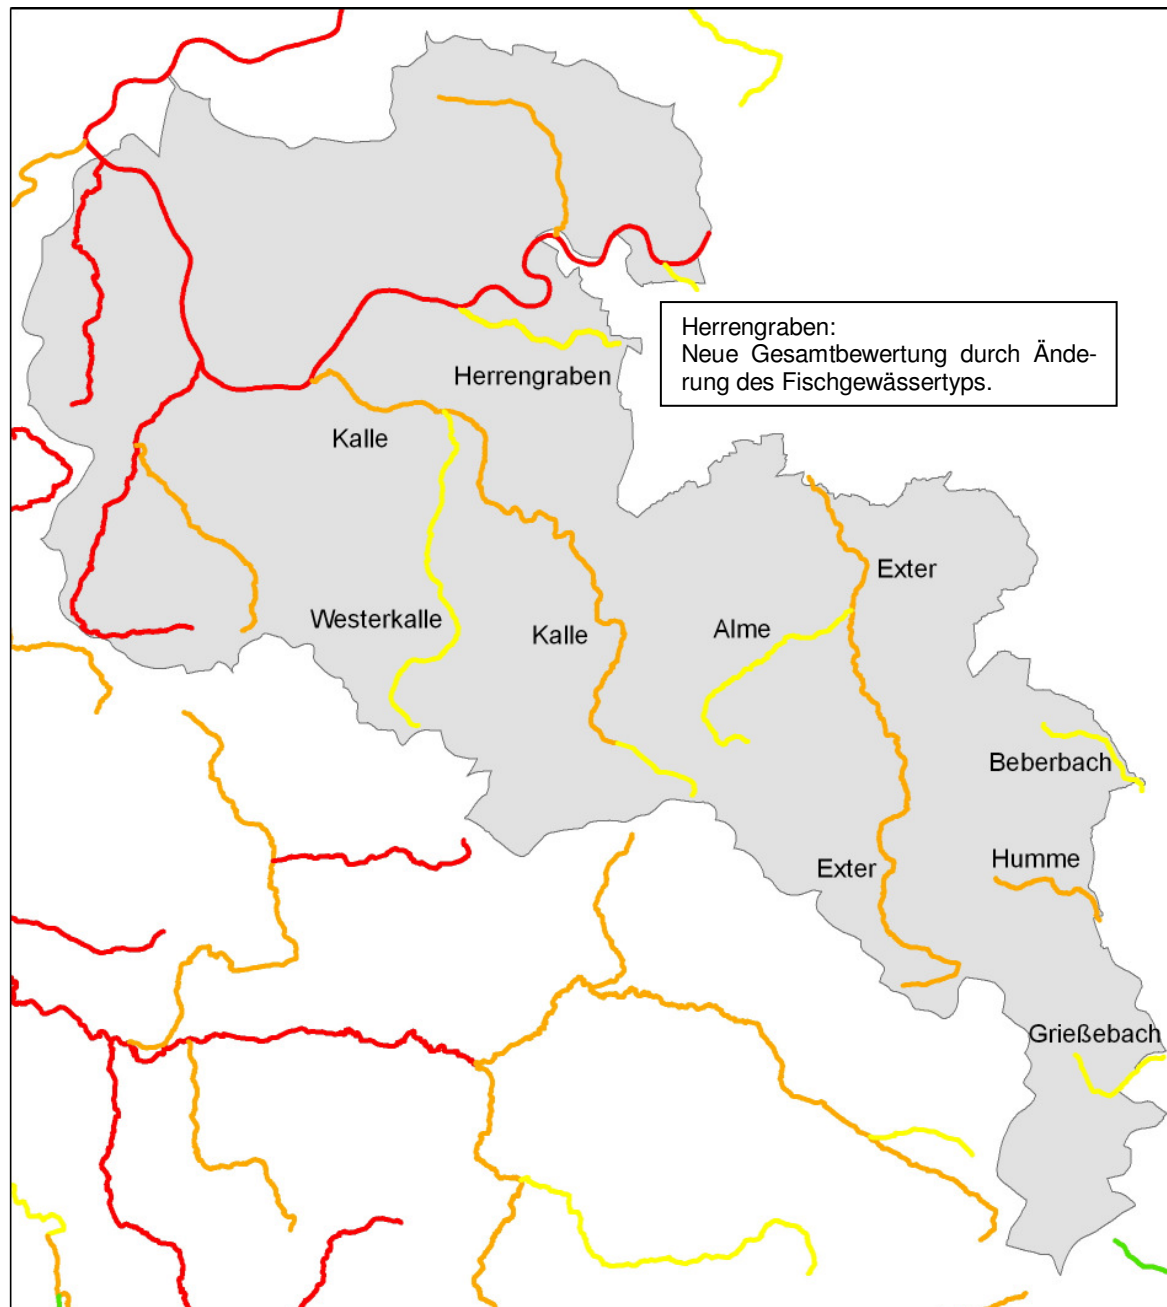 Herrengraben:
Neue Gesamtbewertung durch Ände-
rung des Fischgewässertyps.
Herrengraben
Kalle
Exter
Westerkalle
Kalle
Alme
Beberbach
Exter
Humme
Grießebach